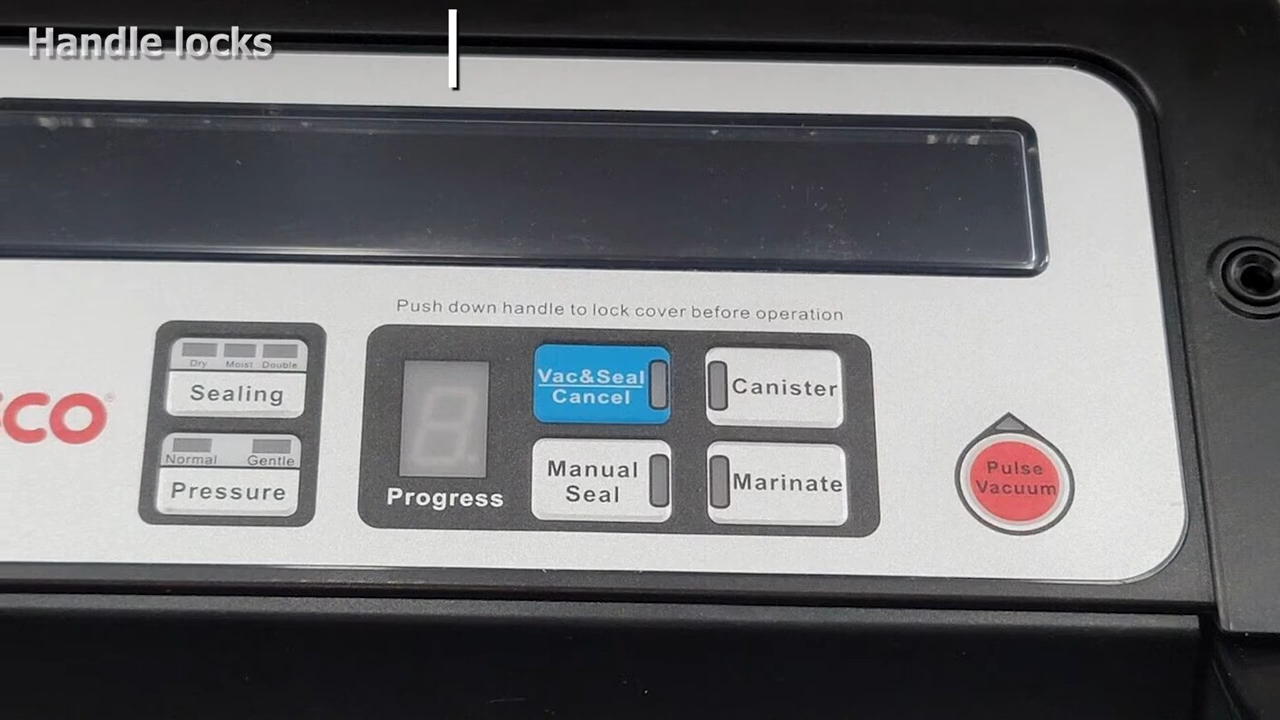 Handle locks
Push down handle to lock cover before operation
Dry Moist Double
Sealing
Normal Gentle
Pressure
Progress
Vac&Seal
Cancel
Manual
Seal
Canister
Marinate
Pulse
Vacuum